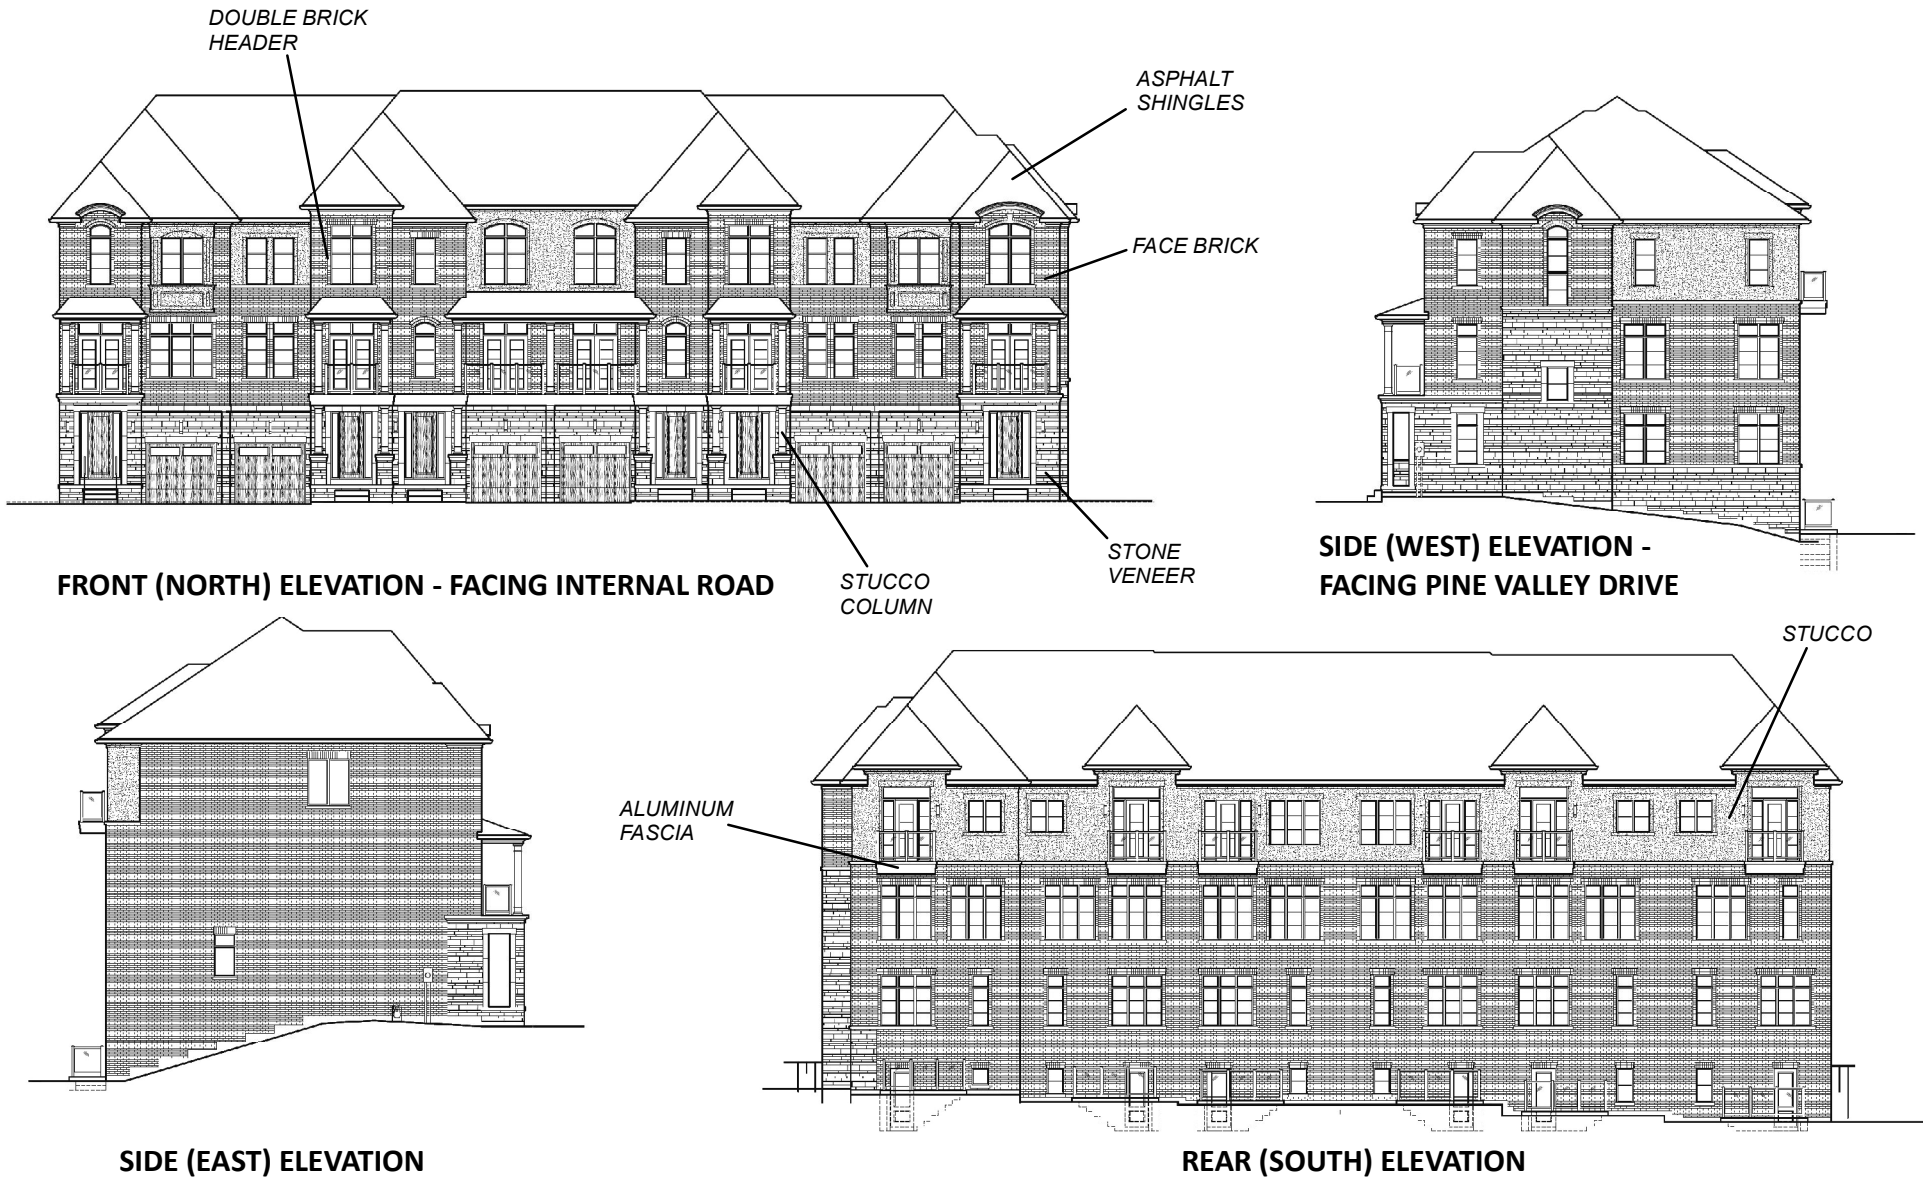 DOUBLE BRICK
HEADER
ASPHALT
SHINGLES
FACE BRICK
STONE
VENEER
STUCCO
COLUMN
FRONT (NORTH) ELEVATION - FACING INTERNAL ROAD
SIDE (WEST) ELEVATION -
FACING PINE VALLEY DRIVE
STUCCO
ALUMINUM
FASCIA
SIDE (EAST) ELEVATION
REAR (SOUTH) ELEVATION